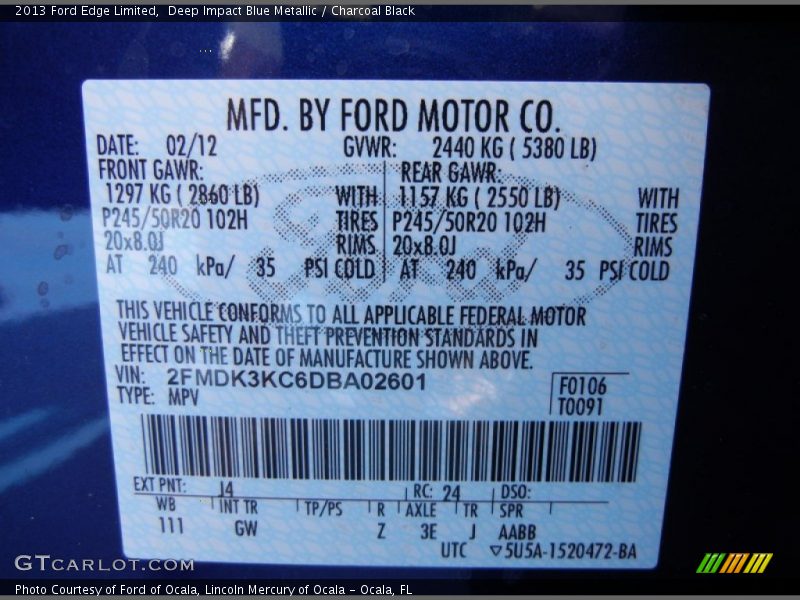 2013 Ford Edge Limited,  Deep Impact Blue Metallic / Charcoal Black
MFD. BY FORD MOTOR CO.
DATE: 02/12 GVWR: 2440 KG ( 5380 LB)
FRONT GAWR: REAR GAWR:
1297 KG ( 2860 LB) WITH 1157 KG ( 2550 LB) WITH
P245/50R20 102H TIRES P245/50R20 102H TIRES
20x8.0J RIMS 20x8.0J RIMS
AT 240 kPa/ 35 PSI COLD AT 240 kPa/ 35 PSI COLD
THIS VEHICLE CONFORMS TO ALL APPLICABLE FEDERAL MOTOR
VEHICLE SAFETY AND THEFT PREVENTION STANDARDS IN
EFFECT ON THE DATE OF MANUFACTURE SHOWN ABOVE.
VIN: 2FMDK3KC6DBA02601 F0106
TYPE: MPV T0091
EXT PNT: J4 RC: 24 DSO:
WB INT TR TP/PS R AXLE TR SPR
111 GW Z 3E J AABB
UTC ▽5U5A-1520472-BA
GTCARLOT.COM
Photo Courtesy of Ford of Ocala, Lincoln Mercury of Ocala – Ocala, FL